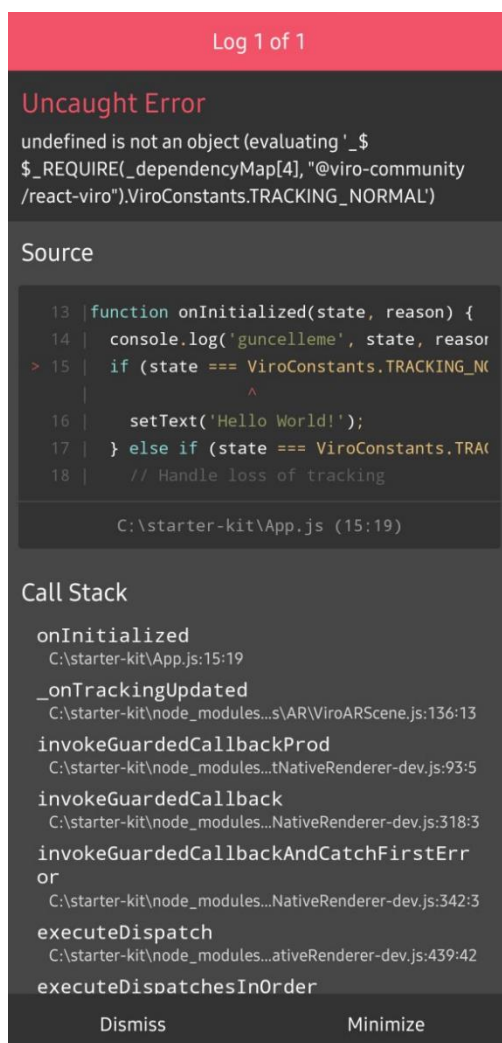 Log 1 of 1
Uncaught Error
undefined is not an object (evaluating '_$
$_REQUIRE(_dependencyMap[4], "@viro-community
/react-viro").ViroConstants.TRACKING_NORMAL')
Source
13 |function onInitialized(state, reason) {
14 | console.log('guncelleme', state, reason
> 15 | if (state === ViroConstants.TRACKING_NO
| ^
16 | setText('Hello World!');
17 | } else if (state === ViroConstants.TRAC
18 | // Handle loss of tracking
C:\starter-kit\App.js (15:19)
Call Stack
onInitialized
C:\starter-kit\App.js:15:19
_onTrackingUpdated
C:\starter-kit\node_modules...s\AR\ViroARScene.js:136:13
invokeGuardedCallbackProd
C:\starter-kit\node_modules...tNativeRenderer-dev.js:93:5
invokeGuardedCallback
C:\starter-kit\node_modules...NativeRenderer-dev.js:318:3
invokeGuardedCallbackAndCatchFirstErr
or
C:\starter-kit\node_modules...NativeRenderer-dev.js:342:3
executeDispatch
C:\starter-kit\node_modules...ativeRenderer-dev.js:439:42
executeDispatchesInOrder
Dismiss Minimize